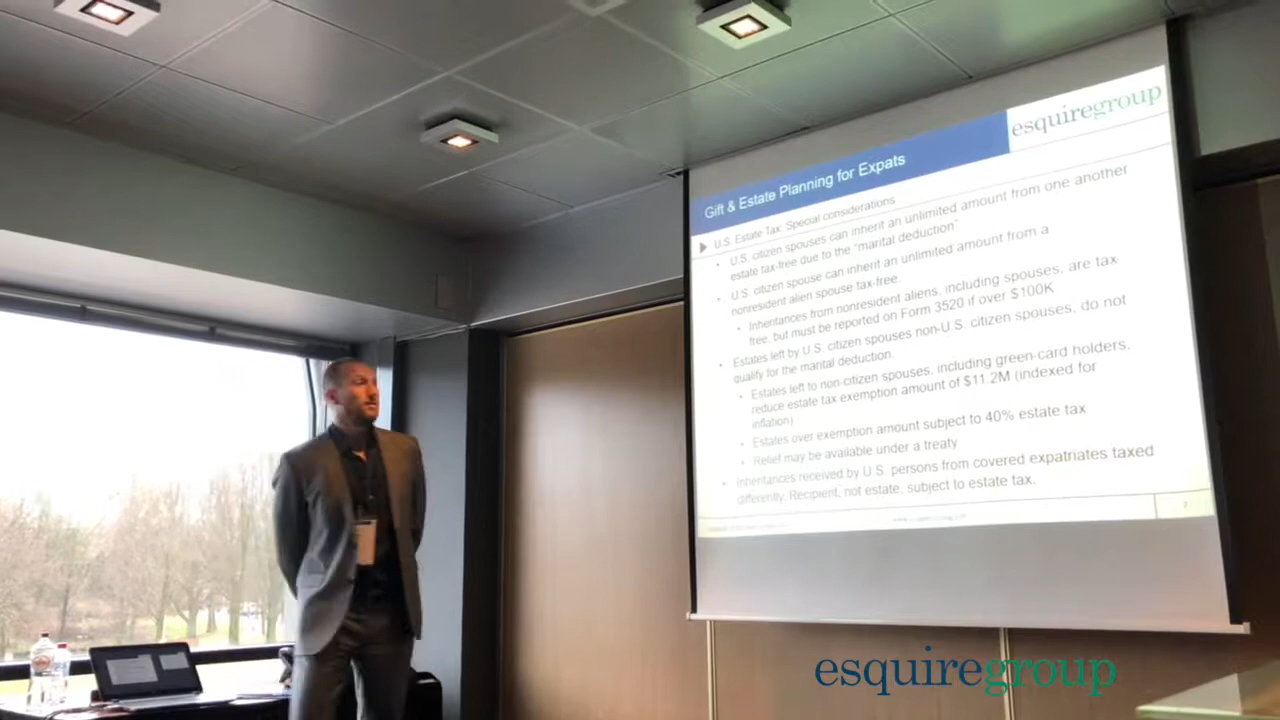 esquiregroup
Gift & Estate Planning for Expats
U.S. Estate Tax: Special considerations
U.S. citizen spouses can inherit an unlimited amount from one another
estate tax-free due to the "marital deduction"
U.S. citizen spouse can inherit an unlimited amount from a
nonresident alien spouse tax-free.
Inheritances from nonresident aliens, including spouses, are tax-
free, but must be reported on Form 3520 if over $100K
Estates left by U.S. citizen spouses non-U.S. citizen spouses, do not
qualify for the marital deduction.
Estates left to non-citizen spouses, including green-card holders,
reduce estate tax exemption amount of $11.2M (indexed for
inflation)
Estates over exemption amount subject to 40% estate tax
Relief may be available under a treaty
Inheritances received by U.S. persons from covered expatriates taxed
differently. Recipient, not estate, subject to estate tax.
esquiregroup